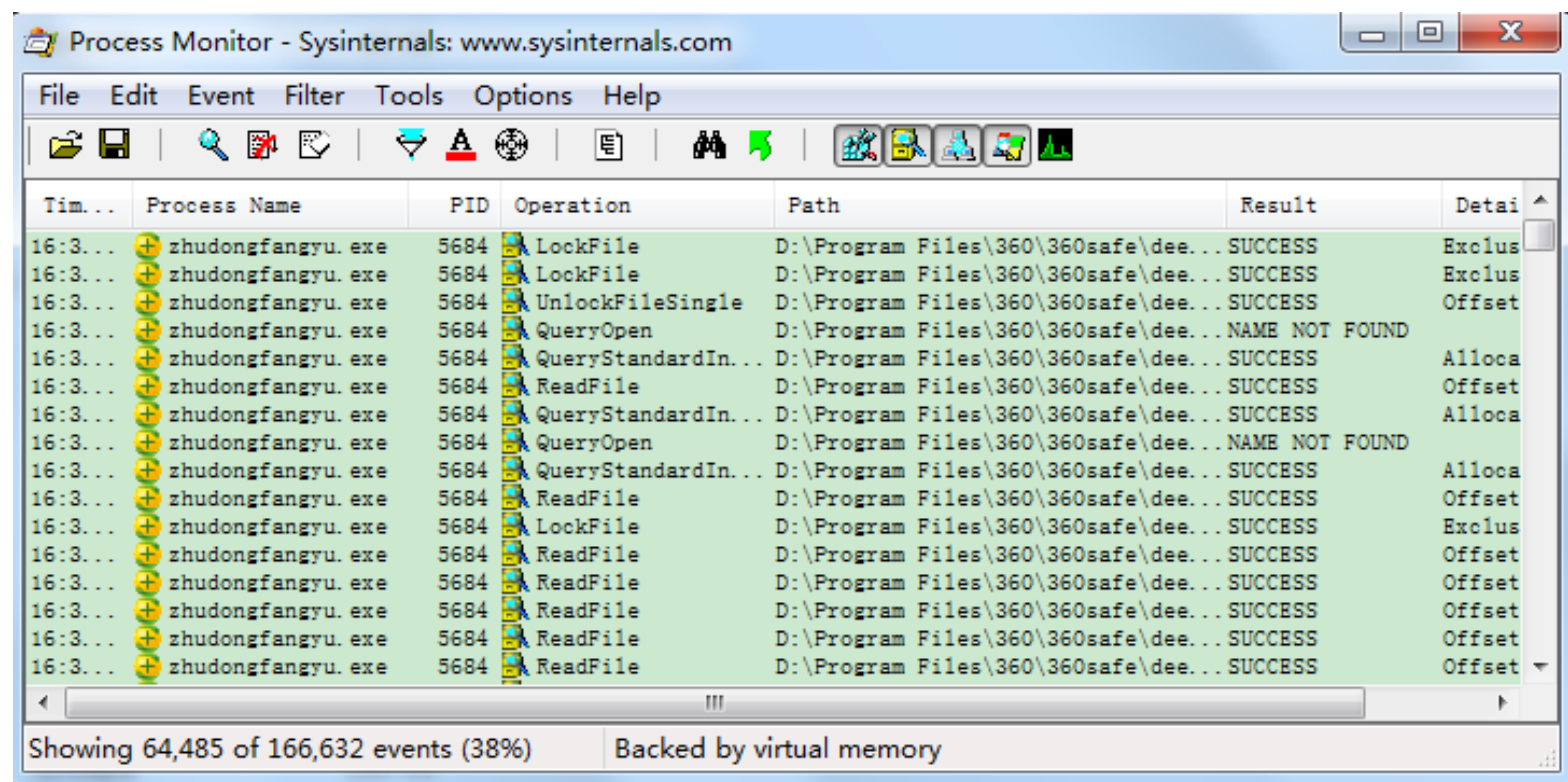 Process Monitor - Sysinternals: www.sysinternals.com
File Edit Event Filter Tools Options Help
Tim... Process Name PID Operation Path Result Detai
16:3... zhudongfangyu.exe 5684 LockFile D:\Program Files\360\360safe\dee... SUCCESS Exclus
16:3... zhudongfangyu.exe 5684 LockFile D:\Program Files\360\360safe\dee... SUCCESS Exclus
16:3... zhudongfangyu.exe 5684 UnlockFileSingle D:\Program Files\360\360safe\dee... SUCCESS Offset
16:3... zhudongfangyu.exe 5684 QueryOpen D:\Program Files\360\360safe\dee... NAME NOT FOUND
16:3... zhudongfangyu.exe 5684 QueryStandardIn... D:\Program Files\360\360safe\dee... SUCCESS Alloca
16:3... zhudongfangyu.exe 5684 ReadFile D:\Program Files\360\360safe\dee... SUCCESS Offset
16:3... zhudongfangyu.exe 5684 QueryStandardIn... D:\Program Files\360\360safe\dee... SUCCESS Alloca
16:3... zhudongfangyu.exe 5684 QueryOpen D:\Program Files\360\360safe\dee... NAME NOT FOUND
16:3... zhudongfangyu.exe 5684 QueryStandardIn... D:\Program Files\360\360safe\dee... SUCCESS Alloca
16:3... zhudongfangyu.exe 5684 ReadFile D:\Program Files\360\360safe\dee... SUCCESS Offset
16:3... zhudongfangyu.exe 5684 LockFile D:\Program Files\360\360safe\dee... SUCCESS Exclus
16:3... zhudongfangyu.exe 5684 ReadFile D:\Program Files\360\360safe\dee... SUCCESS Offset
16:3... zhudongfangyu.exe 5684 ReadFile D:\Program Files\360\360safe\dee... SUCCESS Offset
16:3... zhudongfangyu.exe 5684 ReadFile D:\Program Files\360\360safe\dee... SUCCESS Offset
16:3... zhudongfangyu.exe 5684 ReadFile D:\Program Files\360\360safe\dee... SUCCESS Offset
16:3... zhudongfangyu.exe 5684 ReadFile D:\Program Files\360\360safe\dee... SUCCESS Offset
Showing 64,485 of 166,632 events (38%) Backed by virtual memory